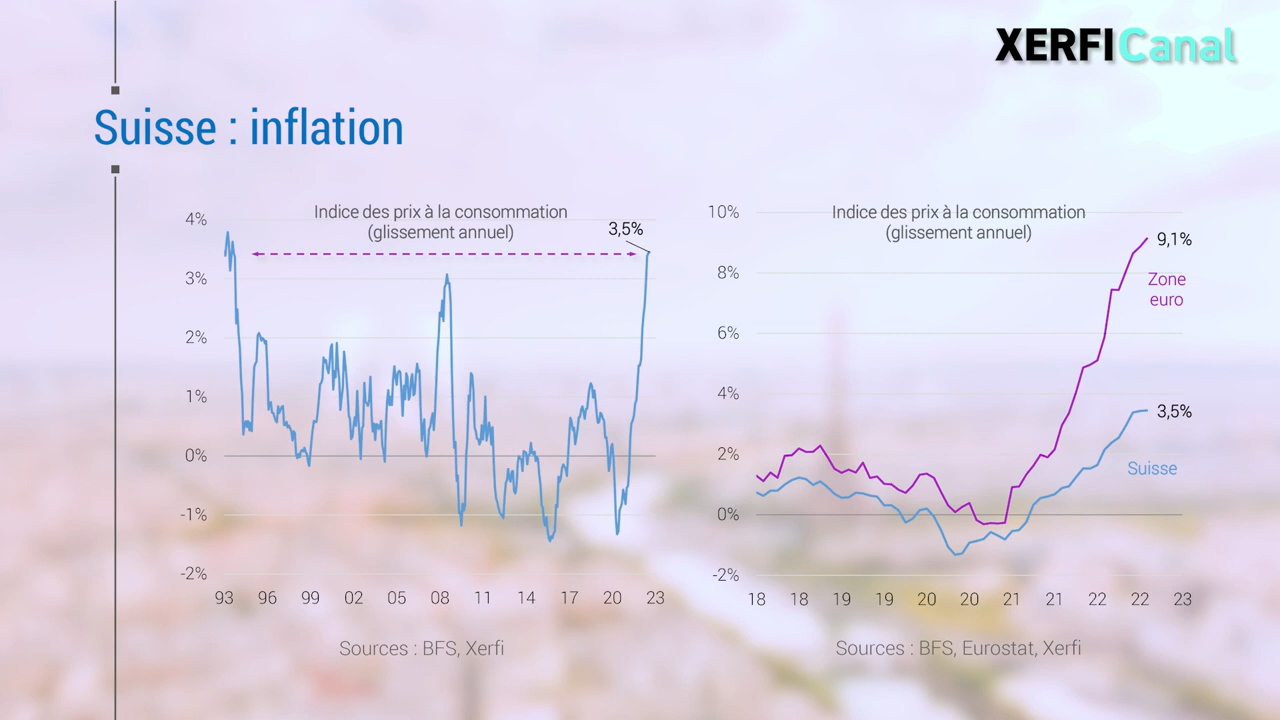 XERFI Canal
Suisse : inflation
Indice des prix à la consommation
(glissement annuel)
3,5%
4%
3%
2%
1%
0%
-1%
-2%
93 96 99 02 05 08 11 14 17 20 23
Sources : BFS, Xerfi
Indice des prix à la consommation
(glissement annuel)
10%
8%
6%
4%
2%
0%
-2%
9,1%
Zone
euro
3,5%
Suisse
18 18 19 19 20 20 21 21 22 22 23
Sources : BFS, Eurostat, Xerfi